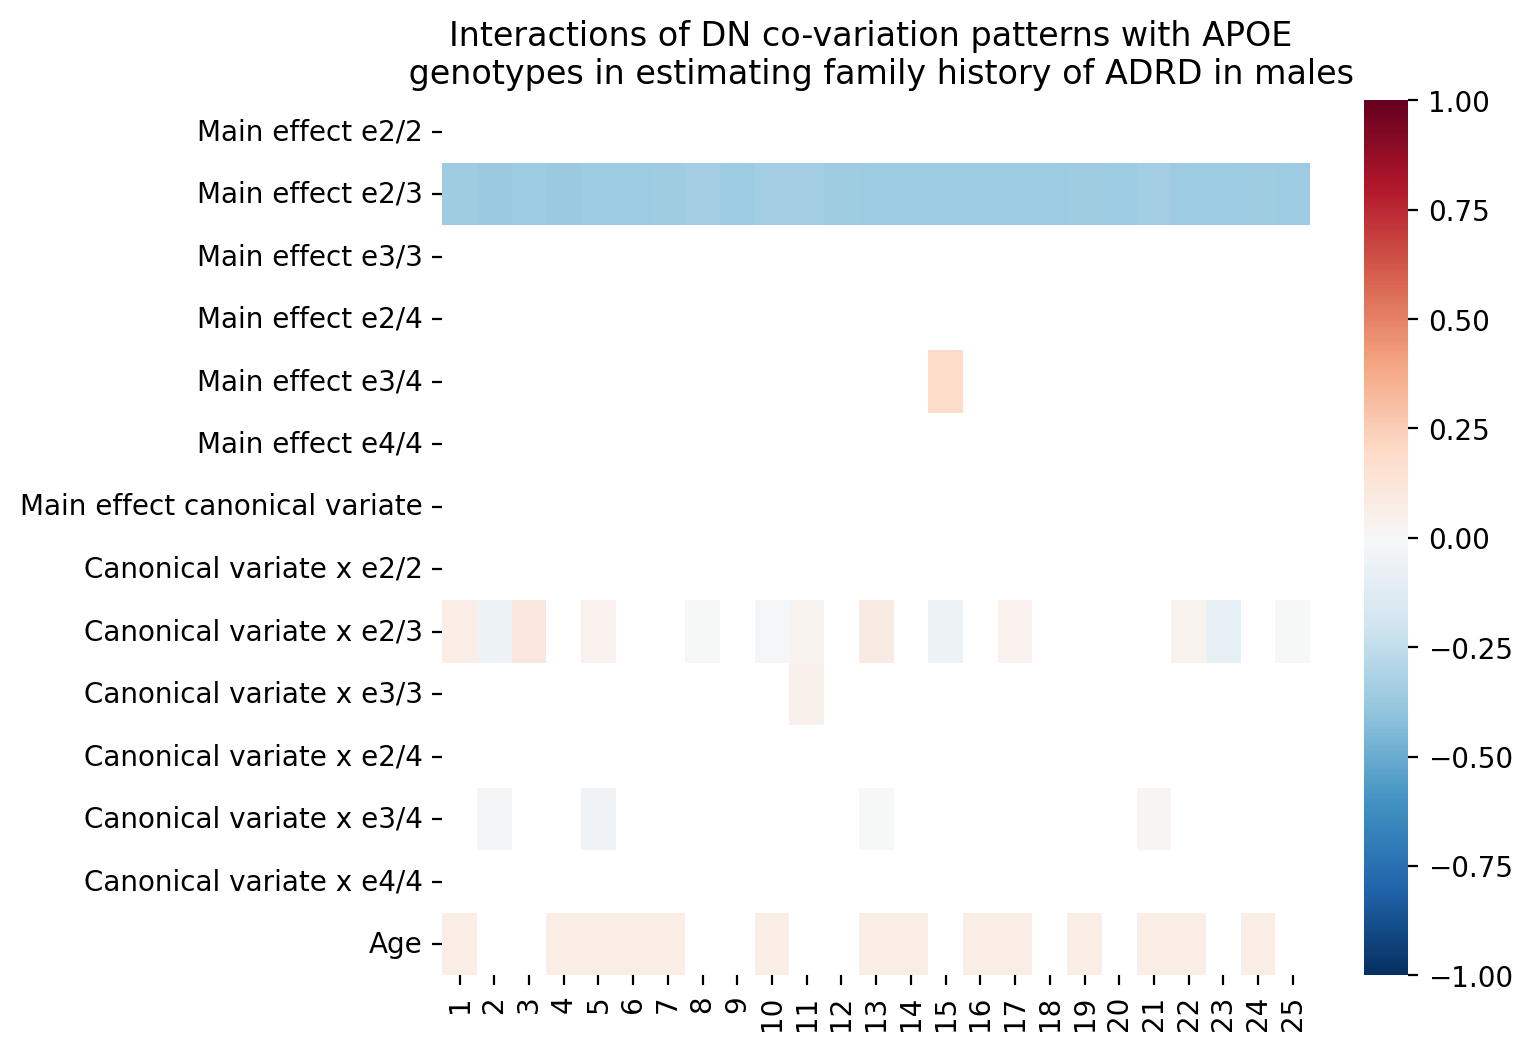 Interactions of DN co-variation patterns with APOE
genotypes in estimating family history of ADRD in males
Main effect e2/2
Main effect e2/3
Main effect e3/3
Main effect e2/4
Main effect e3/4
Main effect e4/4
Main effect canonical variate
Canonical variate x e2/2
Canonical variate x e2/3
Canonical variate x e3/3
Canonical variate x e2/4
Canonical variate x e3/4
Canonical variate x e4/4
Age
1 2 3 4 5 6 7 8 9 10 11 12 13 14 15 16 17 18 19 20 21 22 23 24 25
1.00
0.75
0.50
0.25
0.00
−0.25
−0.50
−0.75
−1.00